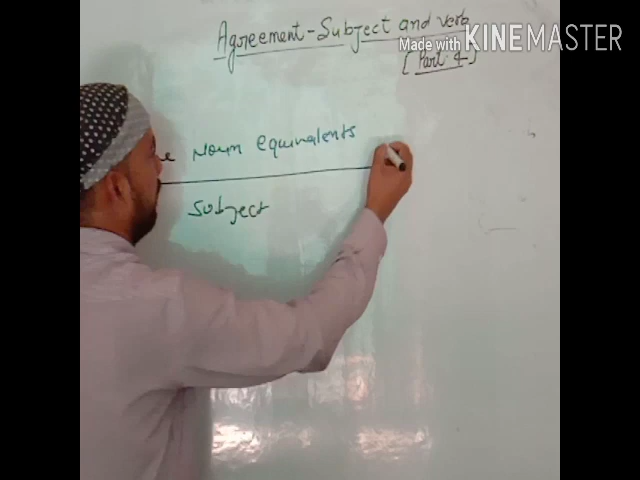 Agreement-Subject and verb
Made with KINEMASTER
[ Part-4 ]
Noun equivalents
Subject